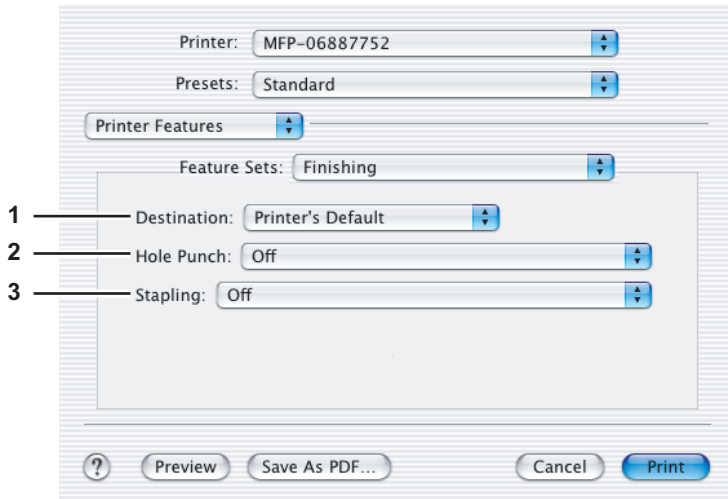 Printer: MFP-06887752
Presets: Standard
Printer Features
Feature Sets: Finishing
1 Destination: Printer's Default
2 Hole Punch: Off
3 Stapling: Off
? Preview Save As PDF... Cancel Print